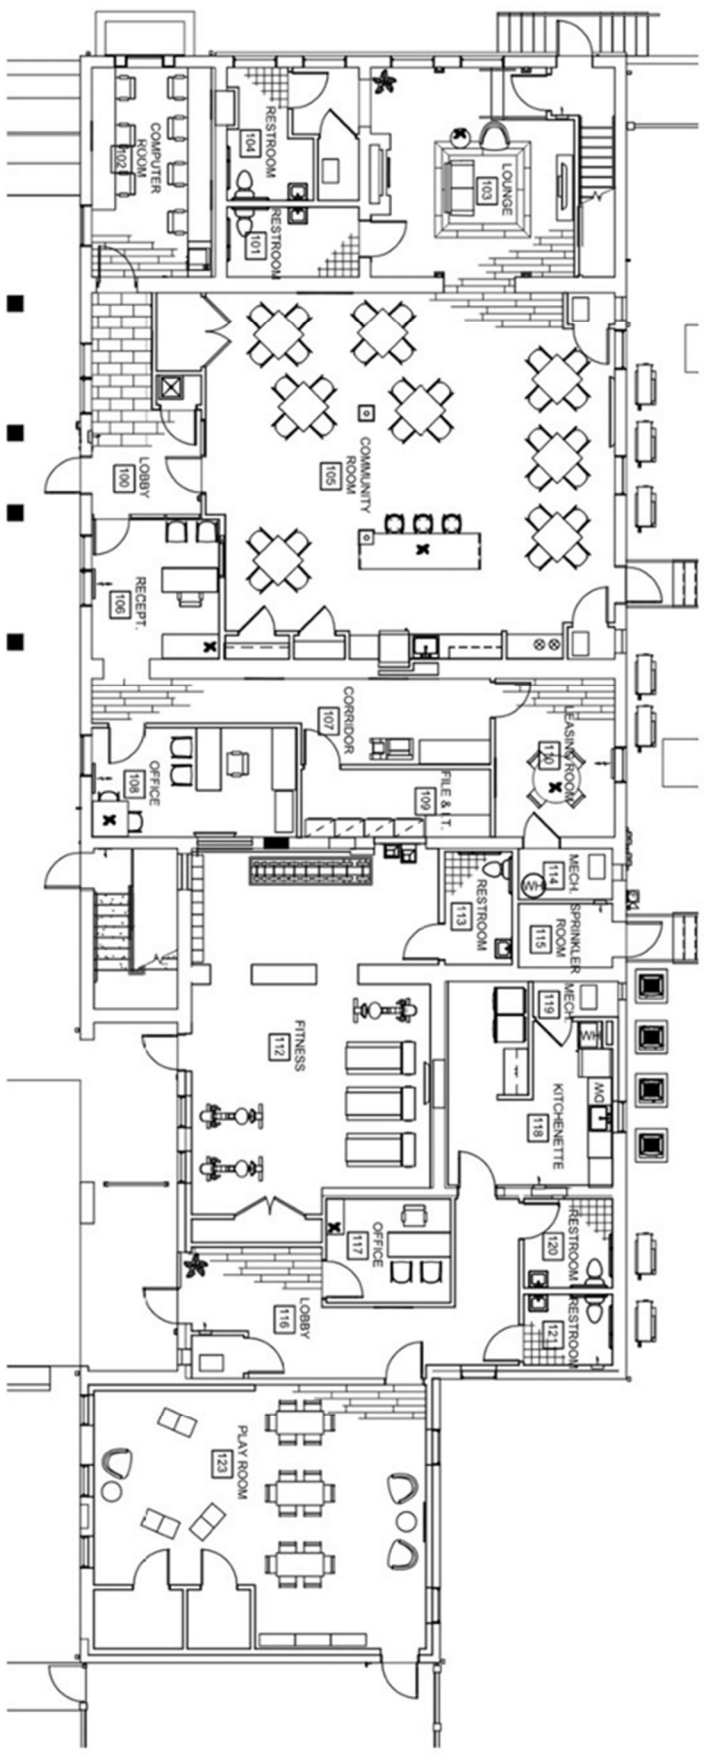 COMPUTER
ROOM
102
RESTROOM
104
RESTROOM
101
LOUNGE
103
LOBBY
100
COMMUNITY
ROOM
105
RECEPT.
106
CORRIDOR
107
OFFICE
108
FILE & I.T.
109
LEASING ROOM
110
FITNESS
112
RESTROOM
113
MECH.
114
WH
SPRINKLER
ROOM
115
MECH.
119
WH
DW
KITCHENETTE
118
OFFICE
117
LOBBY
116
RESTROOM
120
RESTROOM
121
PLAY ROOM
123